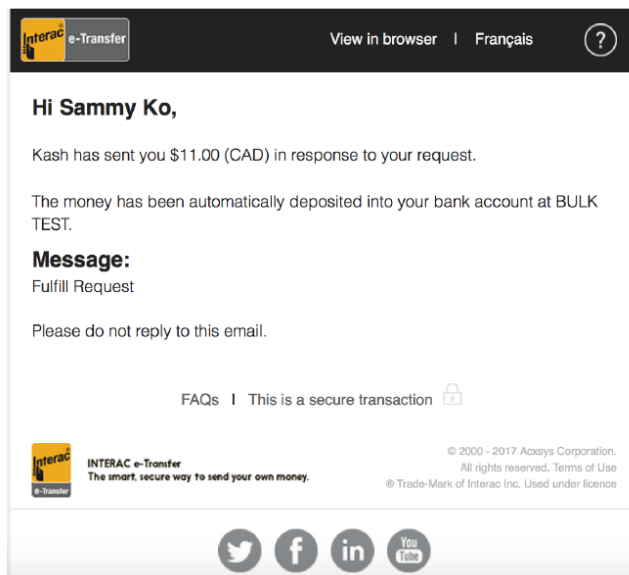 Interac e-Transfer View in browser I Français ?
Hi Sammy Ko,
Kash has sent you $11.00 (CAD) in response to your request.
The money has been automatically deposited into your bank account at BULK
TEST.
Message:
Fulfill Request
Please do not reply to this email.
FAQs I This is a secure transaction
Interac
e-Transfer
INTERAC e-Transfer
The smart, secure way to send your own money.
© 2000 - 2017 Acxsys Corporation.
All rights reserved. Terms of Use
® Trade-Mark of Interac Inc. Used under licence
f in You
Tube